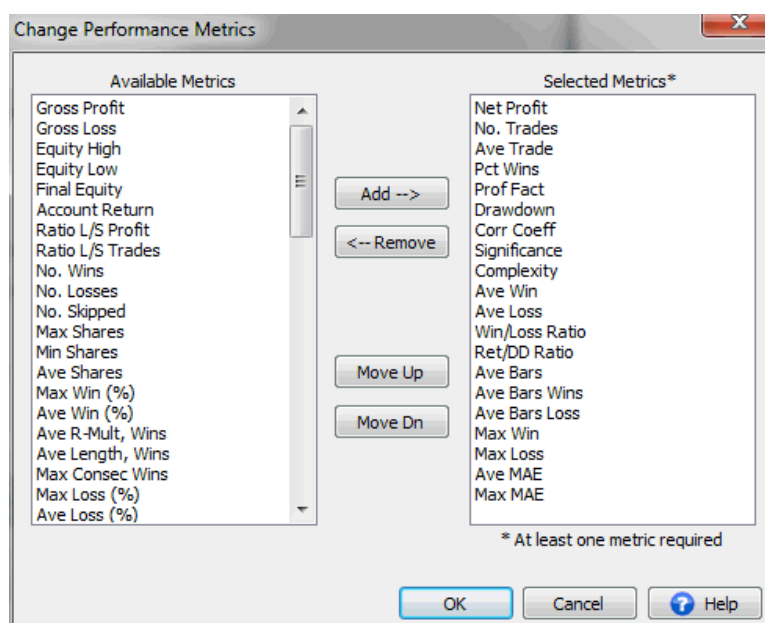 Change Performance Metrics
Available Metrics
Gross Profit
Gross Loss
Equity High
Equity Low
Final Equity
Account Return
Ratio L/S Profit
Ratio L/S Trades
No. Wins
No. Losses
No. Skipped
Max Shares
Min Shares
Ave Shares
Max Win (%)
Ave Win (%)
Ave R-Mult, Wins
Ave Length, Wins
Max Consec Wins
Max Loss (%)
Ave Loss (%)
Add -->
<-- Remove
Move Up
Move Dn
Selected Metrics*
Net Profit
No. Trades
Ave Trade
Pct Wins
Prof Fact
Drawdown
Corr Coeff
Significance
Complexity
Ave Win
Ave Loss
Win/Loss Ratio
Ret/DD Ratio
Ave Bars
Ave Bars Wins
Ave Bars Loss
Max Win
Max Loss
Ave MAE
Max MAE
* At least one metric required
OK
Cancel
? Help